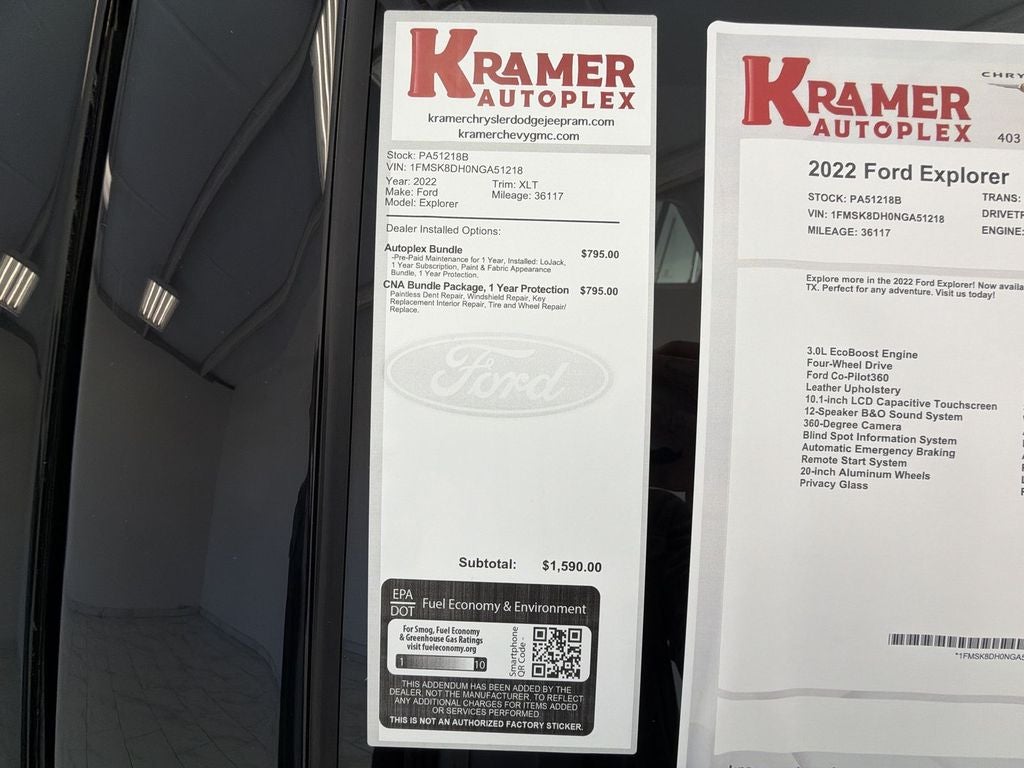 KRAMER
AUTOPLEX
kramerchryslerdodgejeepram.com
kramerchevygmc.com
Stock: PA51218B
VIN: 1FMSK8DH0NGA51218
Year: 2022 Trim: XLT
Make: Ford Mileage: 36117
Model: Explorer
Dealer Installed Options:
Autoplex Bundle $795.00
-Pre-Paid Maintenance for 1 Year, Installed: LoJack,
1 Year Subscription, Paint & Fabric Appearance
Bundle, 1 Year Protection.
CNA Bundle Package, 1 Year Protection $795.00
Paintless Dent Repair, Windshield Repair, Key
Replacement Interior Repair, Tire and Wheel Repair/
Replace.
Ford
Subtotal: $1,590.00
EPA
DOT
Fuel Economy & Environment
For Smog, Fuel Economy
& Greenhouse Gas Ratings
visit fueleconomy.org
1 10
Smartphone
QR Code -
THIS ADDENDUM HAS BEEN ADDED BY THE
DEALER, NOT THE MANUFACTURER, TO REFLECT
ANY ADDITIONAL CHARGES FOR ITEMS ADDED
OR SERVICES PERFORMED
THIS IS NOT AN AUTHORIZED FACTORY STICKER.
KRAMER
AUTOPLEX
CHRY
403
2022 Ford Explorer
STOCK: PA51218B TRANS:
VIN: 1FMSK8DH0NGA51218 DRIVETR
MILEAGE: 36117 ENGINE:
Explore more in the 2022 Ford Explorer! Now availa
TX. Perfect for any adventure. Visit us today!
3.0L EcoBoost Engine
Four-Wheel Drive
Ford Co-Pilot360
Leather Upholstery
10.1-inch LCD Capacitive Touchscreen
12-Speaker B&O Sound System
360-Degree Camera
Blind Spot Information System
Automatic Emergency Braking
Remote Start System
20-inch Aluminum Wheels
Privacy Glass
*1FMSK8DH0NGA5